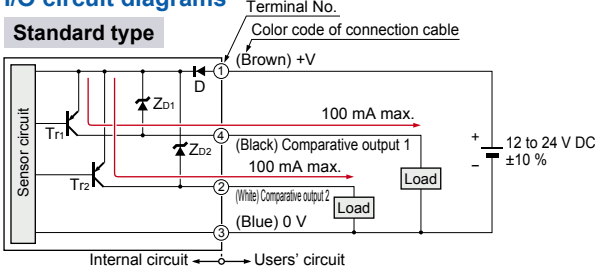 I/O circuit diagrams
Terminal No.
Standard type
Color code of connection cable
(Brown) +V
1
D
ZD1
100 mA max.
Tr1
4
(Black) Comparative output 1
+
12 to 24 V DC
±10 %
−
ZD2
100 mA max.
Load
Sensor circuit
Tr2
2
(White) Comparative output 2
Load
(Blue) 0 V
3
Internal circuit
Users' circuit